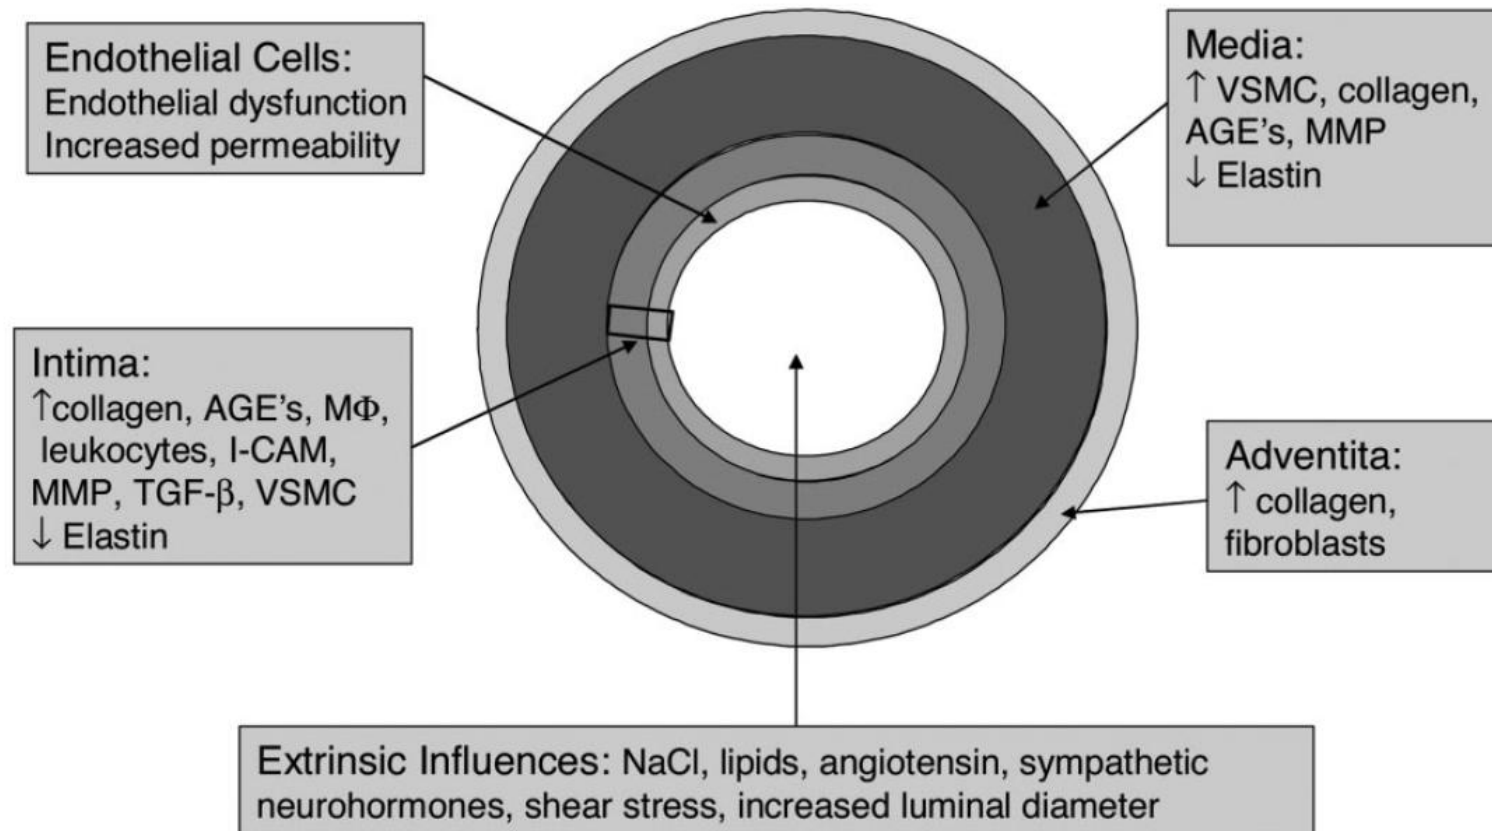 Endothelial Cells:
Endothelial dysfunction
Increased permeability
Media:
↑ VSMC, collagen,
AGE's, MMP
↓ Elastin
Intima:
↑collagen, AGE's, MΦ,
leukocytes, I-CAM,
MMP, TGF-β, VSMC
↓ Elastin
Adventita:
↑ collagen,
fibroblasts
Extrinsic Influences: NaCl, lipids, angiotensin, sympathetic
neurohormones, shear stress, increased luminal diameter